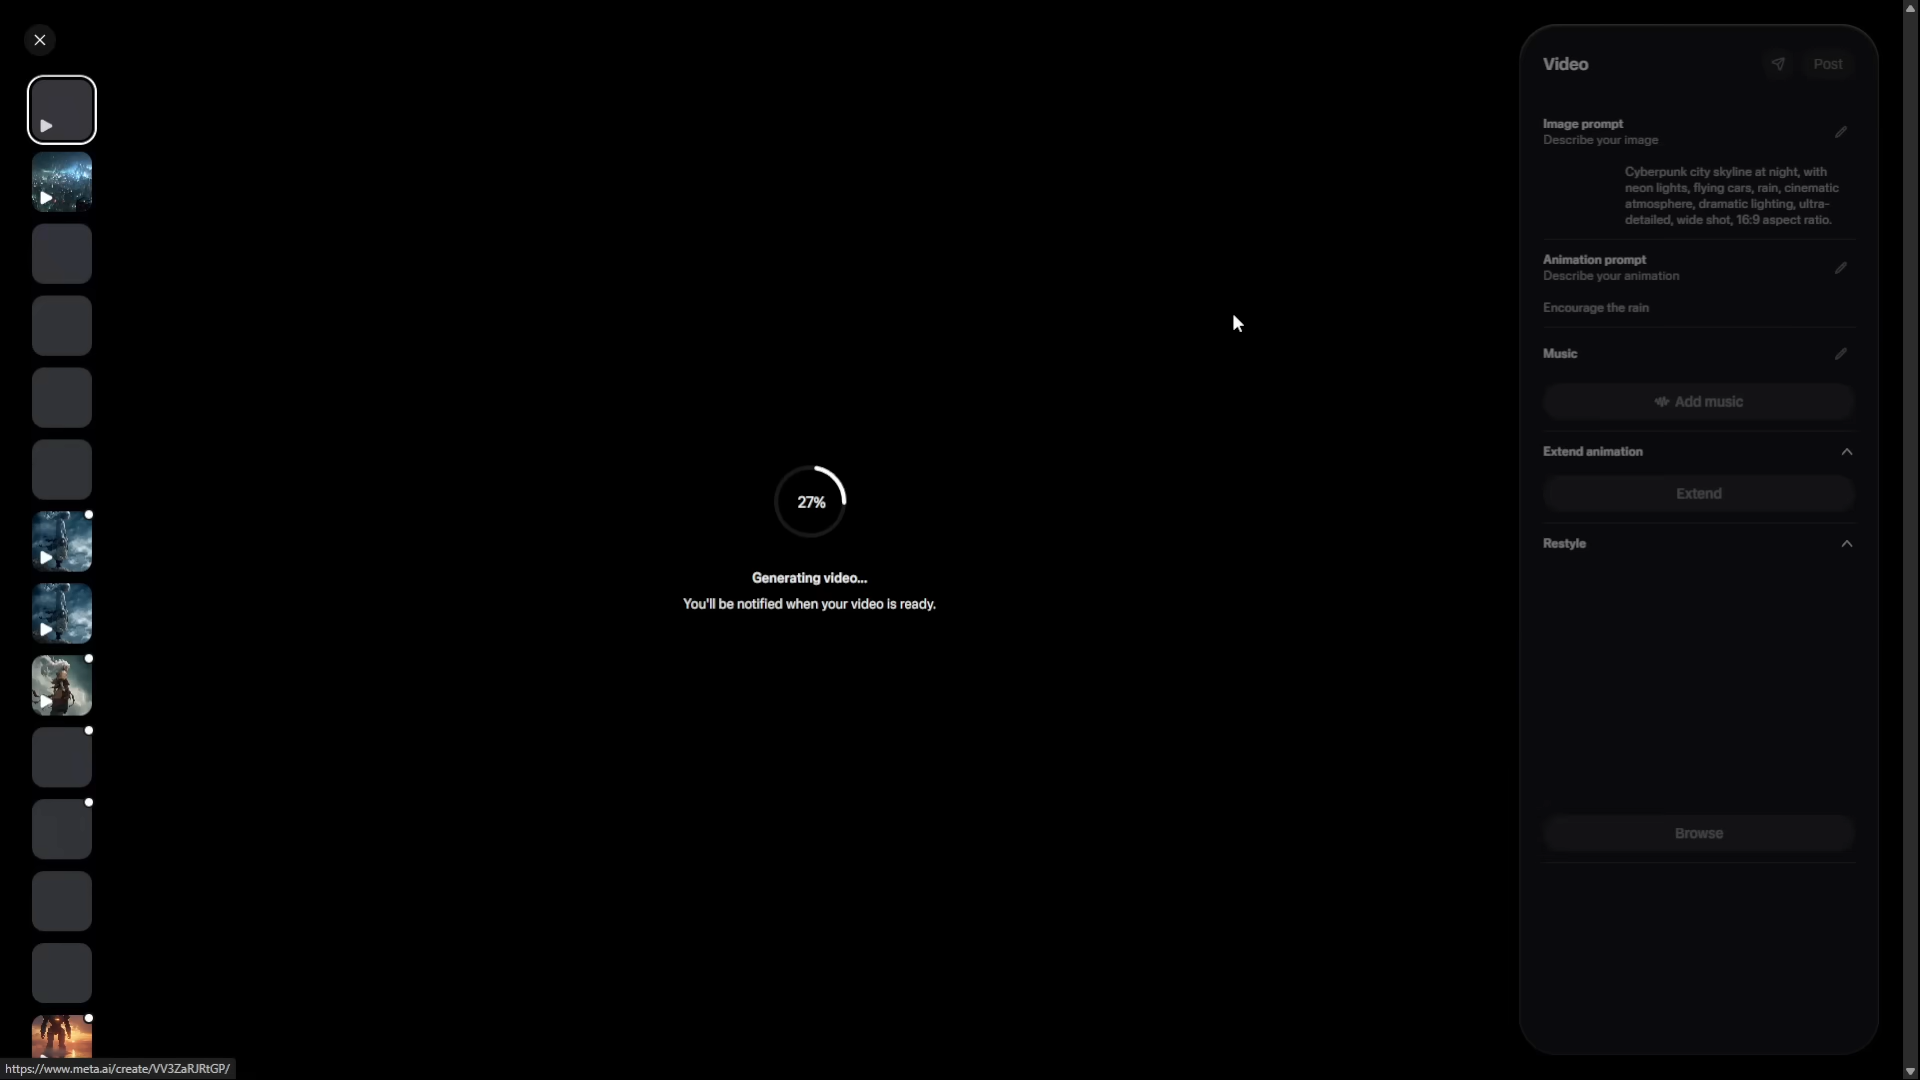 Video
Post
Image prompt
Describe your image
Cyberpunk city skyline at night, with
neon lights, flying cars, rain, cinematic
atmosphere, dramatic lighting, ultra-
detailed, wide shot, 16:9 aspect ratio.
Animation prompt
Describe your animation
Encourage the rain
Music
Add music
Extend animation
Extend
Restyle
Browse
27%
Generating video...
You'll be notified when your video is ready.
https://www.meta.ai/create/VV3ZaRJRtGP/